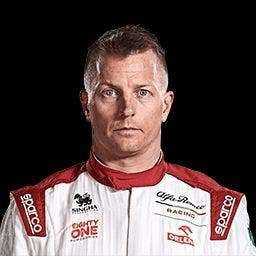 sparco
SINGHA
EIGHTY
ONE
Alfa Romeo
RACING
ORLEN
sparco